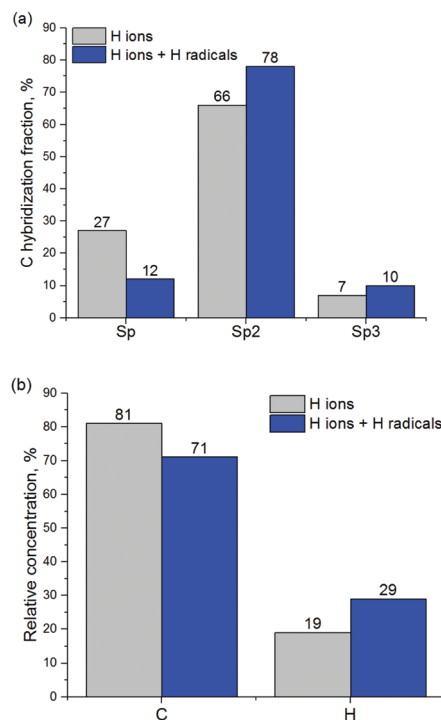 (a)
H ions
H ions + H radicals
C hybridization fraction, %
90
80
70
60
50
40
30
20
10
0
27
12
66
78
7
10
Sp
Sp2
Sp3
(b)
H ions
H ions + H radicals
Relative concentration, %
90
80
70
60
50
40
30
20
10
0
81
71
19
29
C
H